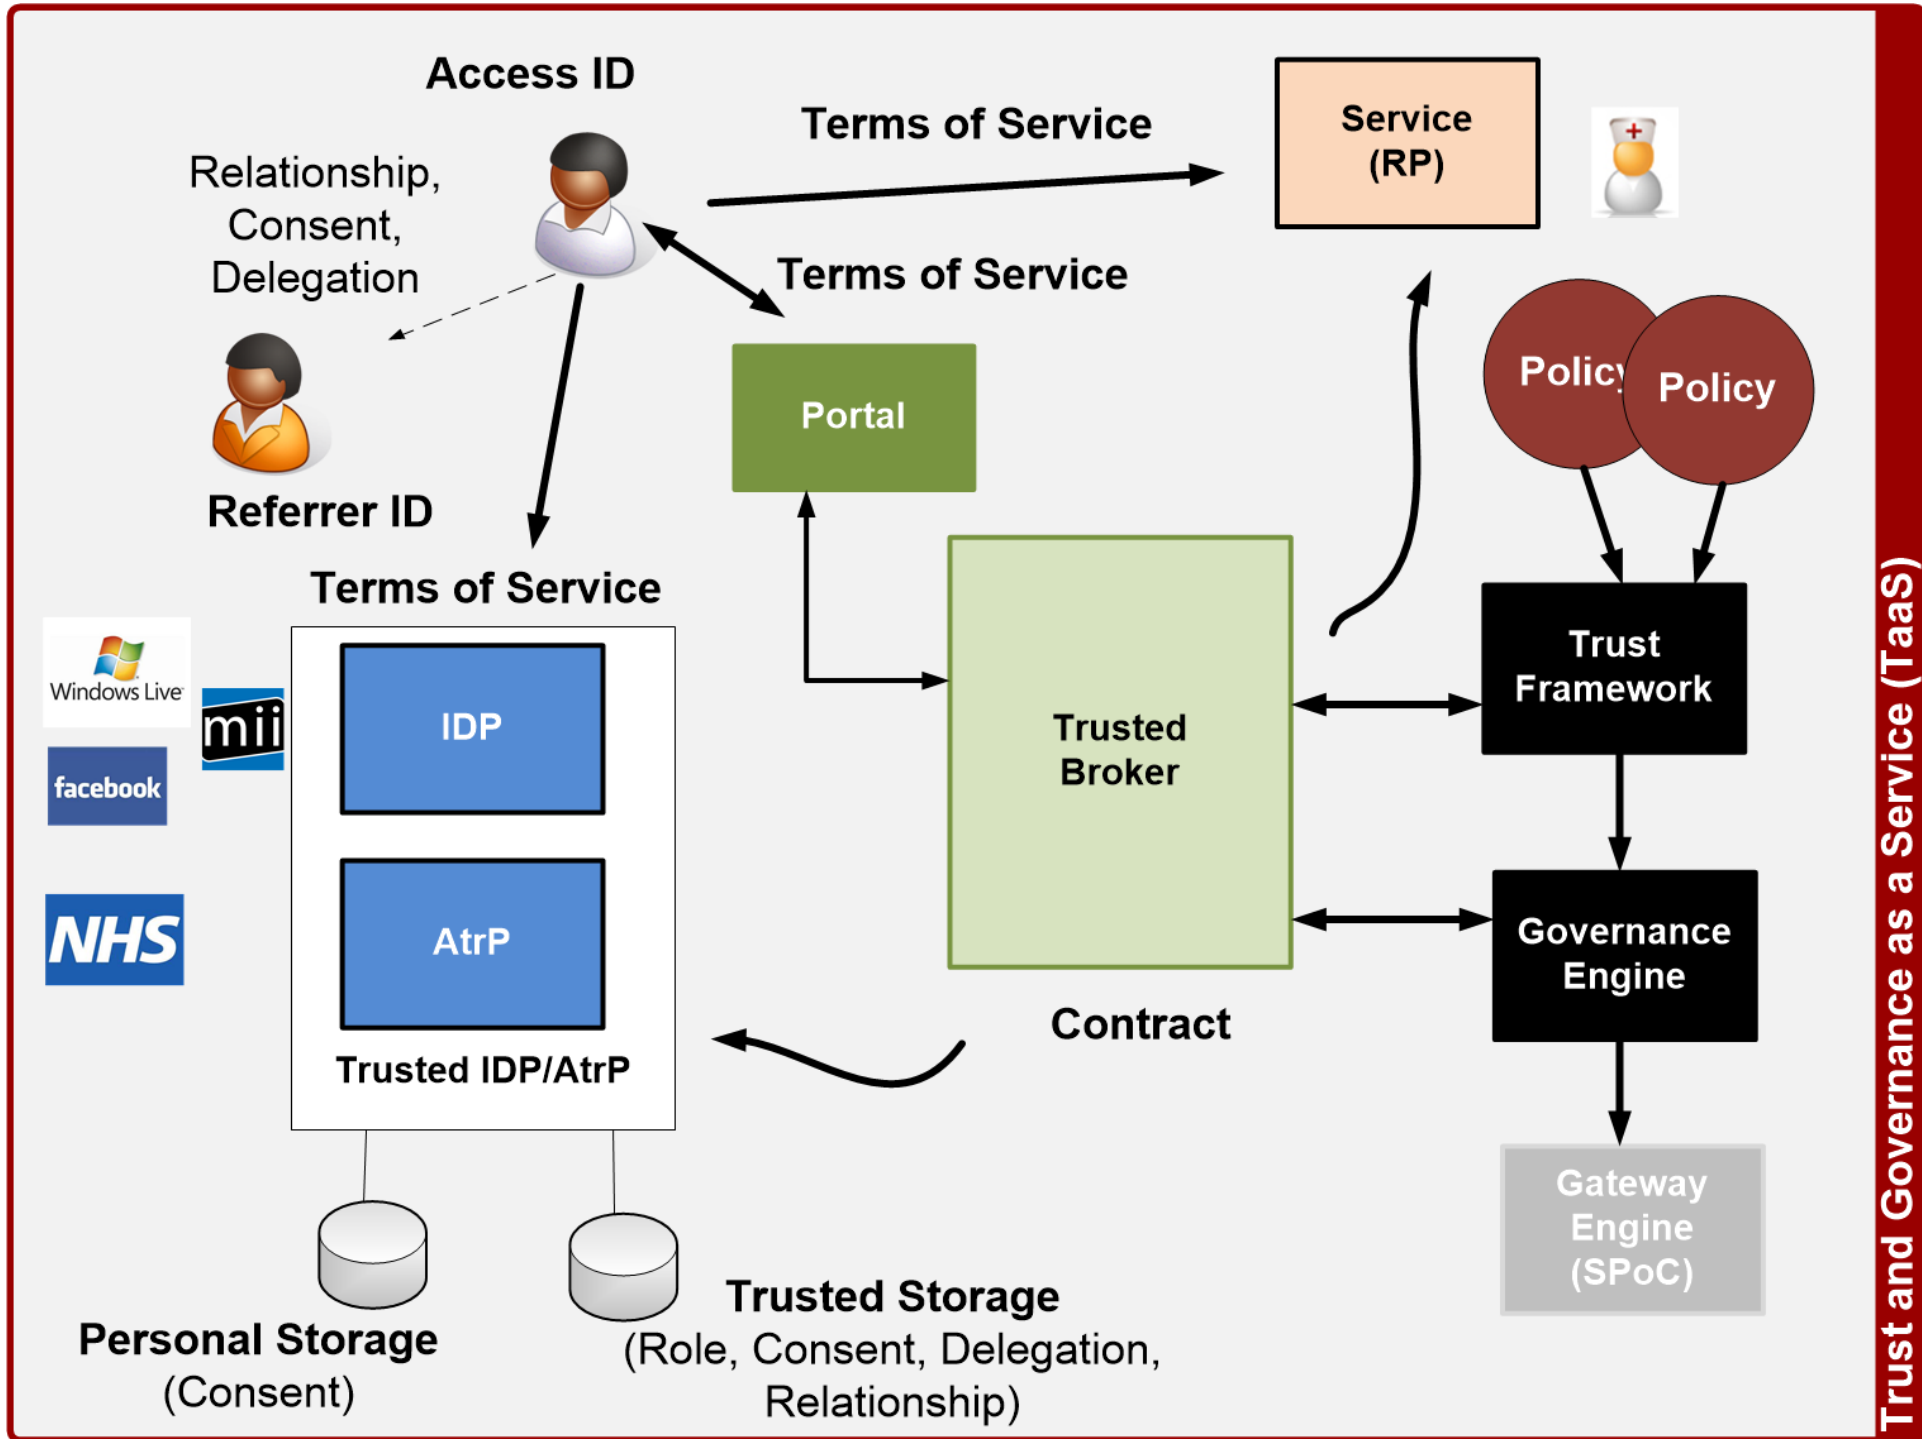 Access ID
Terms of Service
Service
(RP)
Relationship,
Consent,
Delegation
Terms of Service
Portal
Policy
Policy
Referrer ID
Terms of Service
Windows Live
mii
facebook
NHS
IDP
AtrP
Trusted IDP/AtrP
Trusted
Broker
Contract
Trust
Framework
Governance
Engine
Gateway
Engine
(SPoC)
Personal Storage
(Consent)
Trusted Storage
(Role, Consent, Delegation,
Relationship)
Trust and Governance as a Service (TaaS)